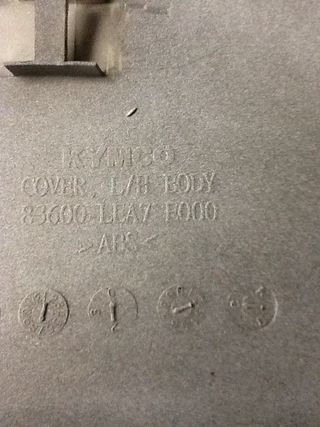 KYMCO
COVER, L/H BODY
83600-LEA7-E000
>ABS<